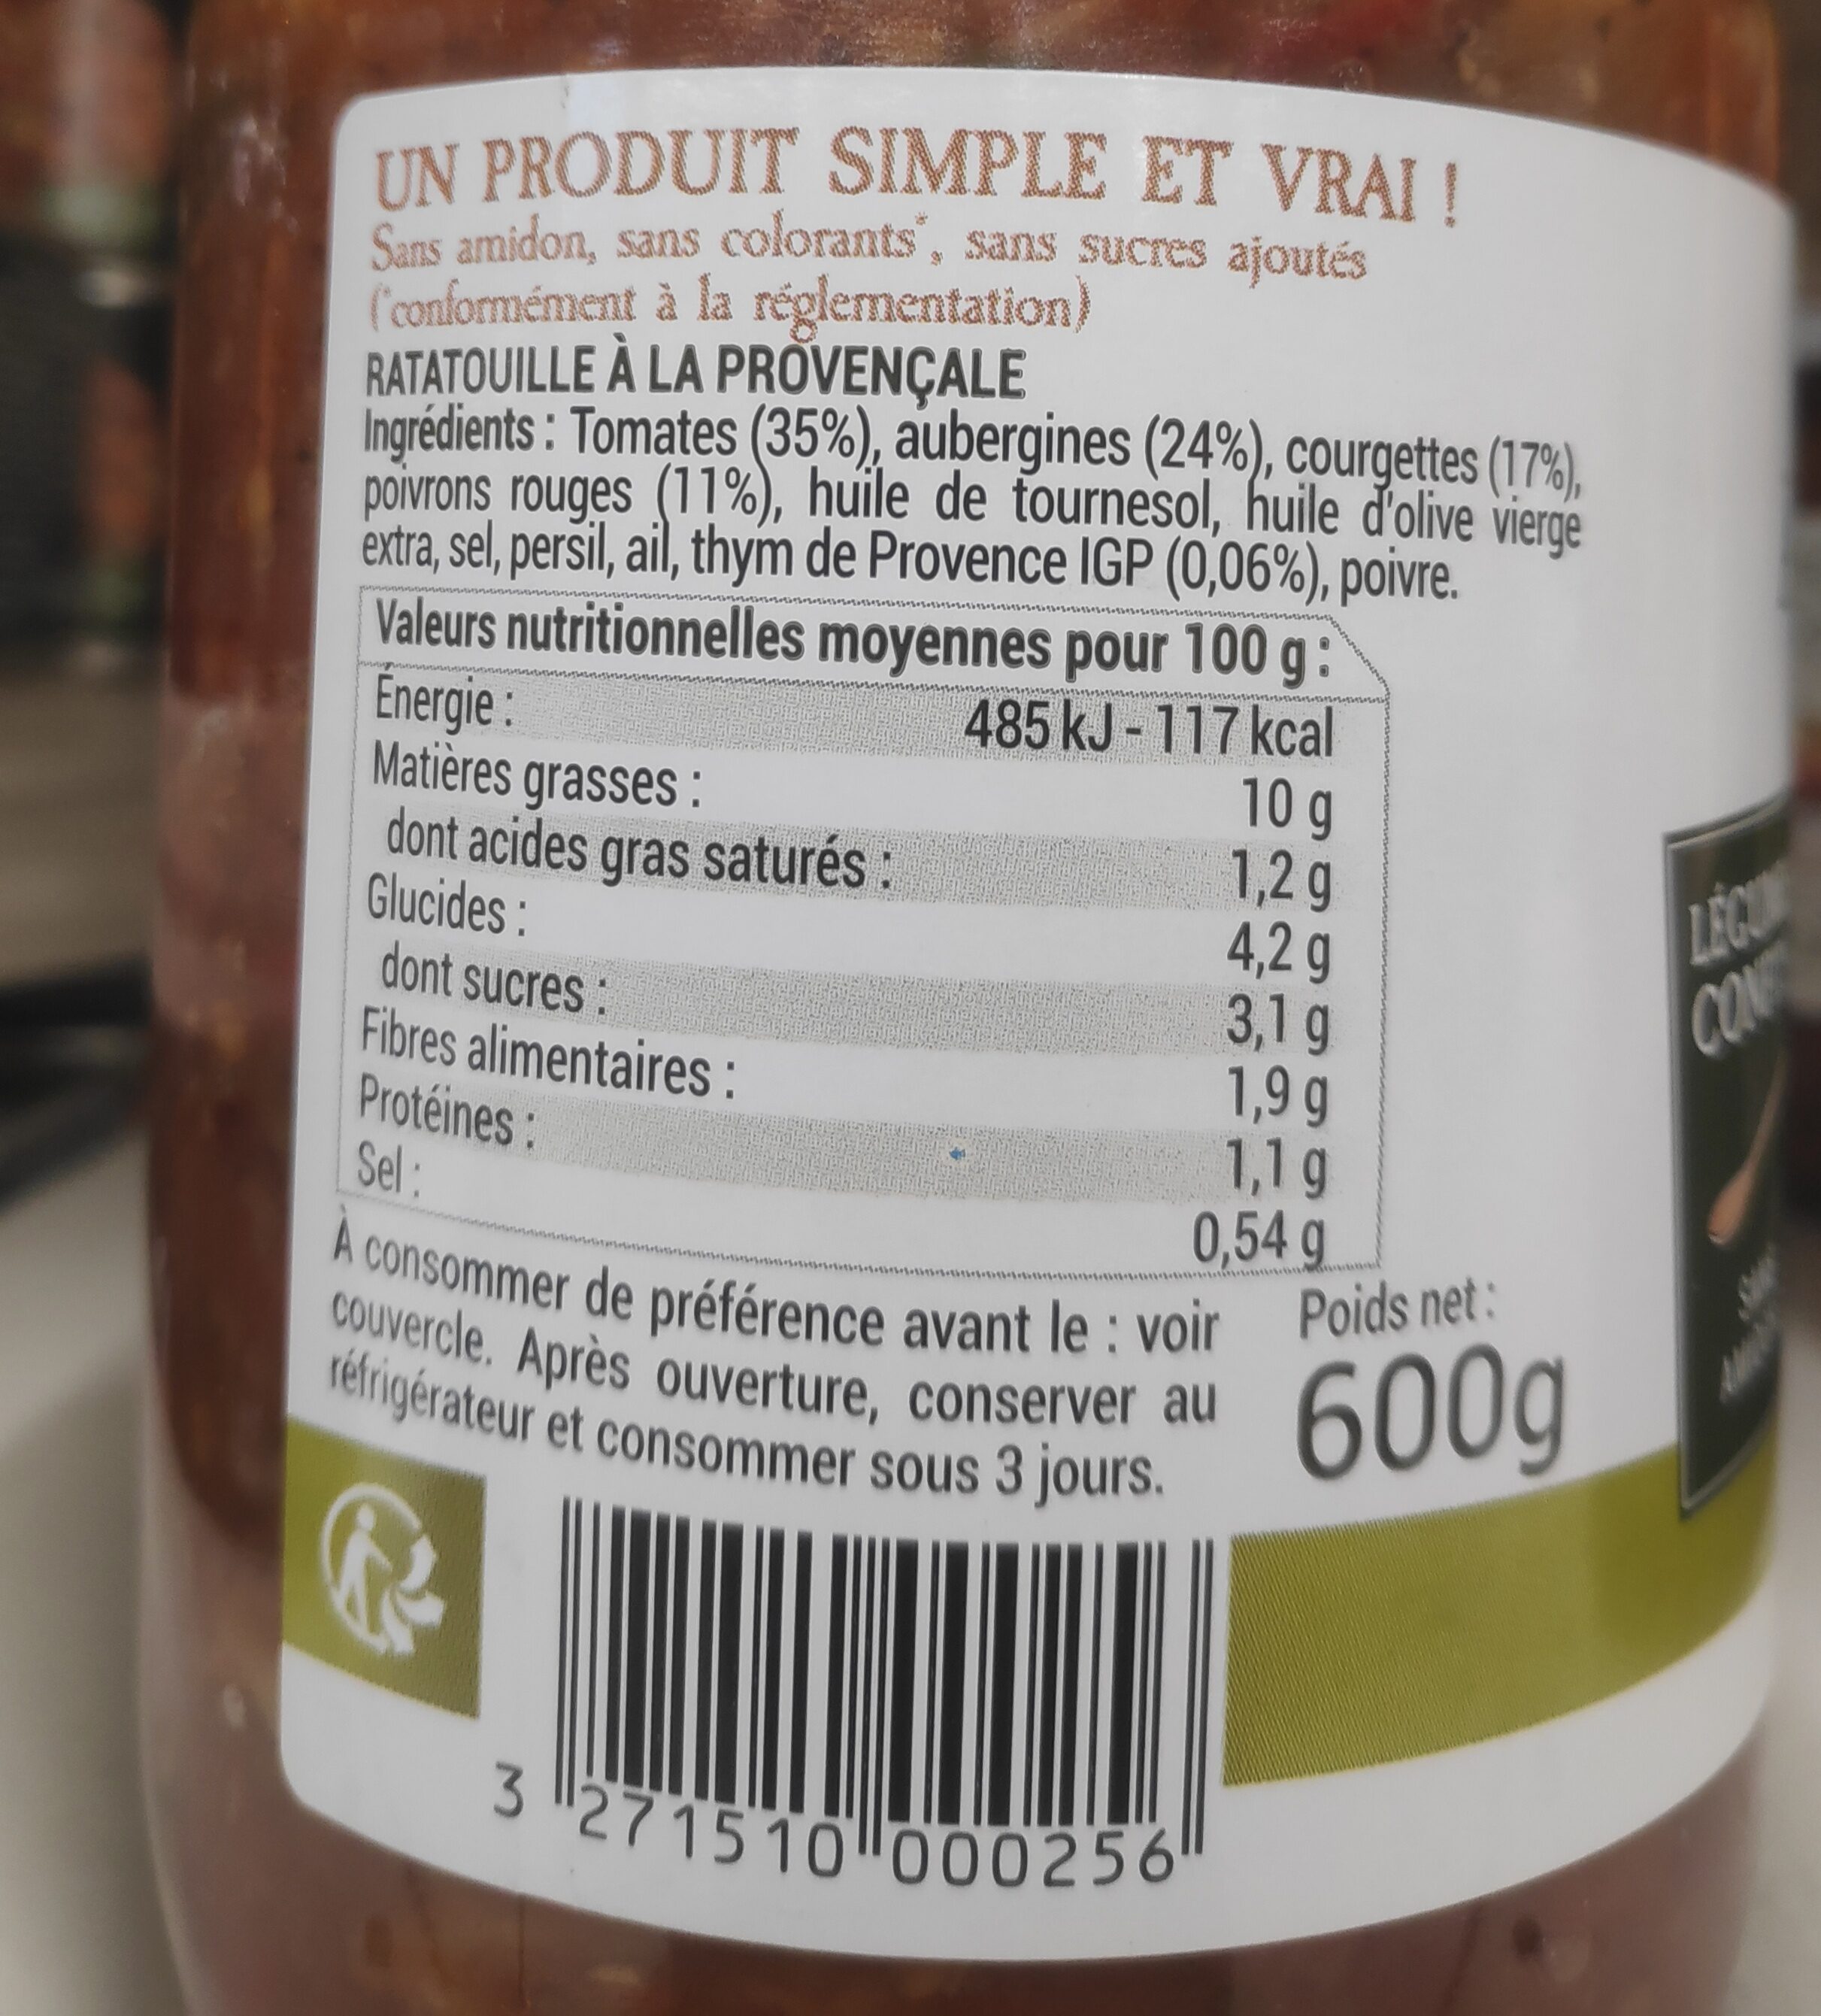 UN PRODUIT SIMPLE ET VRAI !
Sans amidon, sans colorants*, sans sucres ajoutés
(*conformément à la réglementation)
RATATOUILLE À LA PROVENÇALE
Ingrédients : Tomates (35%), aubergines (24%), courgettes (17%),
poivrons rouges (11%), huile de tournesol, huile d'olive vierge
extra, sel, persil, ail, thym de Provence IGP (0,06%), poivre.
Valeurs nutritionnelles moyennes pour 100 g :
Énergie : 485 kJ - 117 kcal
Matières grasses : 10 g
dont acides gras saturés : 1,2 g
Glucides : 4,2 g
dont sucres : 3,1 g
Fibres alimentaires : 1,9 g
Protéines : 1,1 g
Sel : 0,54 g
À consommer de préférence avant le : voir
couvercle. Après ouverture, conserver au
réfrigérateur et consommer sous 3 jours.
Poids net :
600g
3 271510 000256